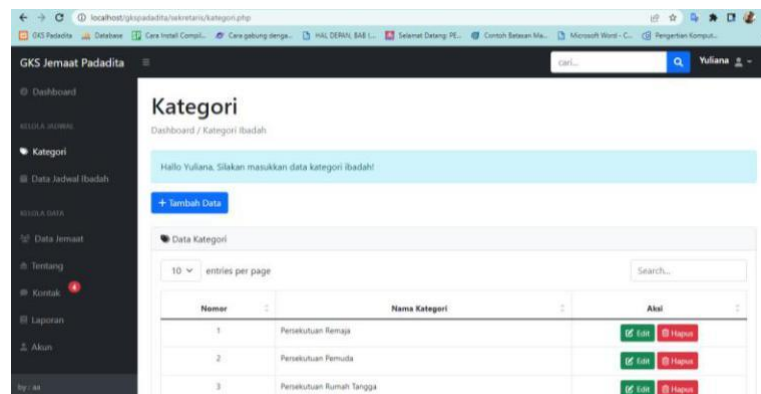 localhost/gkspadadita/sekretaris/kategori.php
GKS Padadita Database Cara Install Compil... Cara gabung denga... HAL DEPAN, BAB I,... Selamat Datang: PE... Contoh Batasan Ma... Microsoft Word - C... Pengertian Komput...
GKS Jemaat Padadita cari... Yuliana
Dashboard
Kategori
Dashboard / Kategori Ibadah
KELOLA JADWAL
Kategori
Data Jadwal Ibadah
Hallo Yuliana, Silakan masukkan data kategori ibadah!
+ Tambah Data
KELOLA DATA
Data Jemaat
Tentang
Kontak 4
Laporan
Akun
by : aa
Data Kategori
10 entries per page Search...
Nomor Nama Kategori Aksi
1 Persekutuan Remaja Edit Hapus
2 Persekutuan Pemuda Edit Hapus
3 Persekutuan Rumah Tangga Edit Hapus